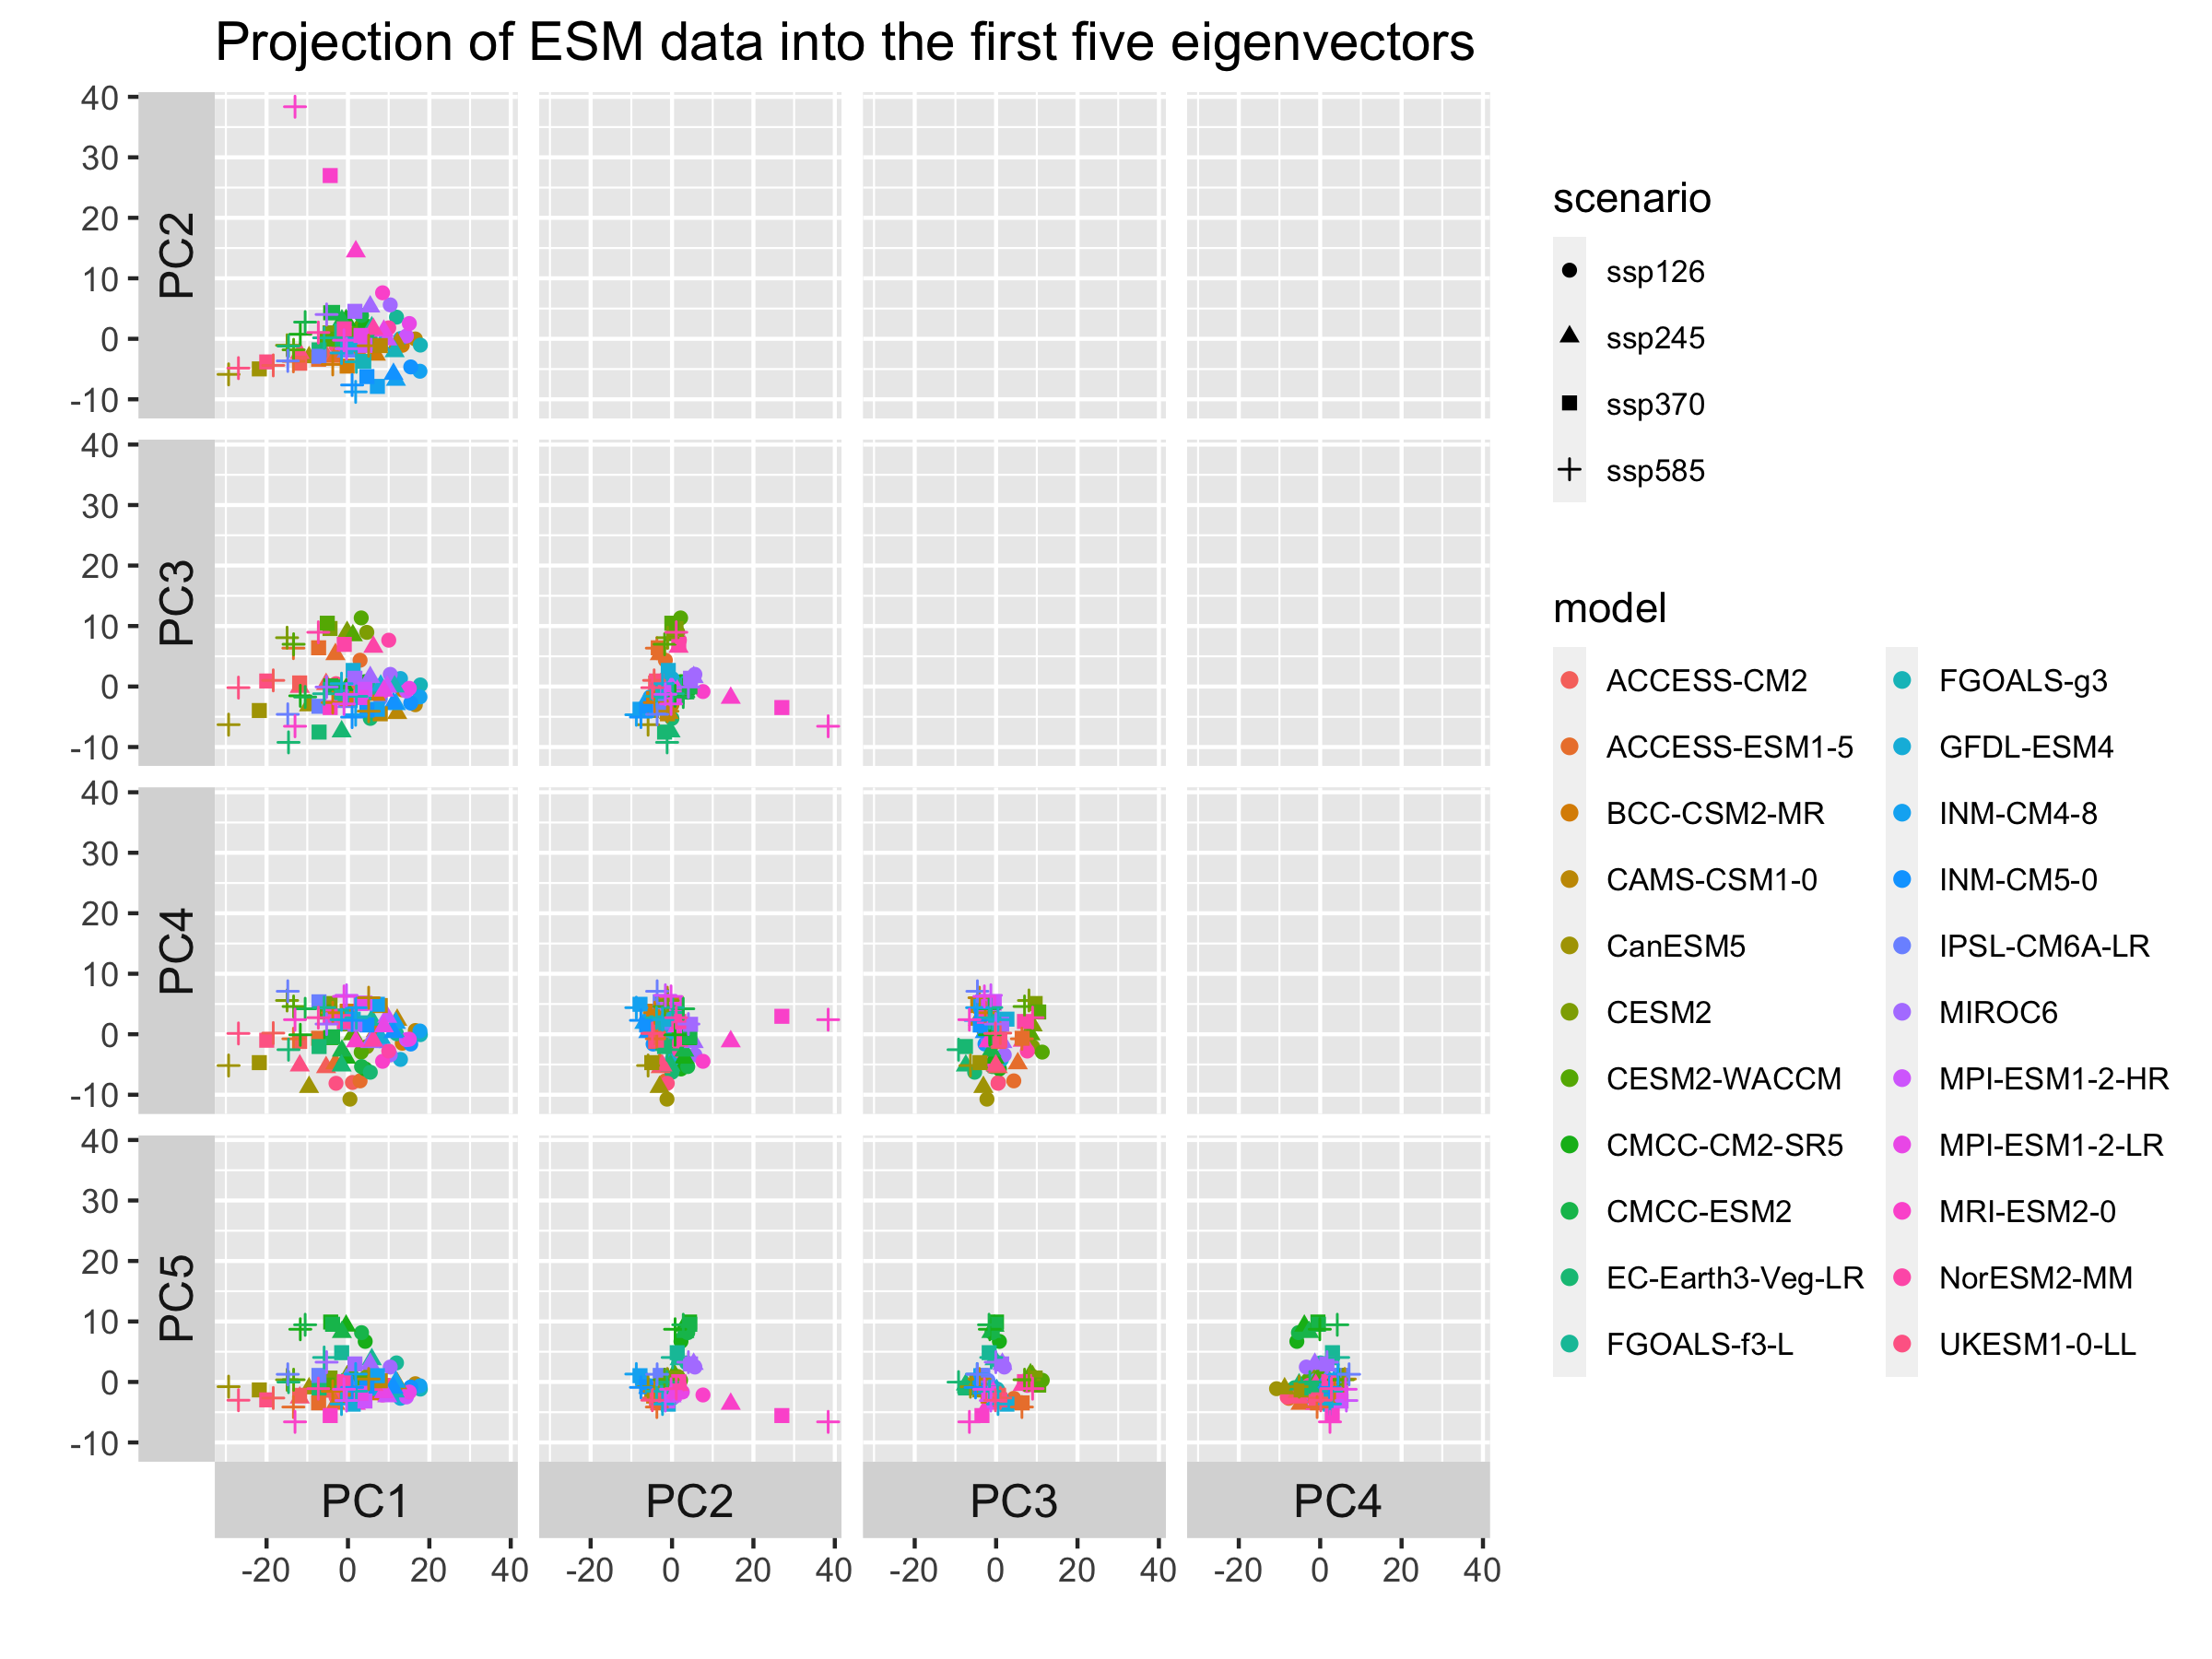 Projection of ESM data into the first five eigenvectors
40
30
20
10
0
-10
PC2
40
30
20
10
0
-10
PC3
40
30
20
10
0
-10
PC4
40
30
20
10
0
-10
PC5
PC1 PC2 PC3 PC4
-20 0 20 40 -20 0 20 40 -20 0 20 40 -20 0 20 40
scenario
ssp126
ssp245
ssp370
ssp585
model
ACCESS-CM2
ACCESS-ESM1-5
BCC-CSM2-MR
CAMS-CSM1-0
CanESM5
CESM2
CESM2-WACCM
CMCC-CM2-SR5
CMCC-ESM2
EC-Earth3-Veg-LR
FGOALS-f3-L
FGOALS-g3
GFDL-ESM4
INM-CM4-8
INM-CM5-0
IPSL-CM6A-LR
MIROC6
MPI-ESM1-2-HR
MPI-ESM1-2-LR
MRI-ESM2-0
NorESM2-MM
UKESM1-0-LL